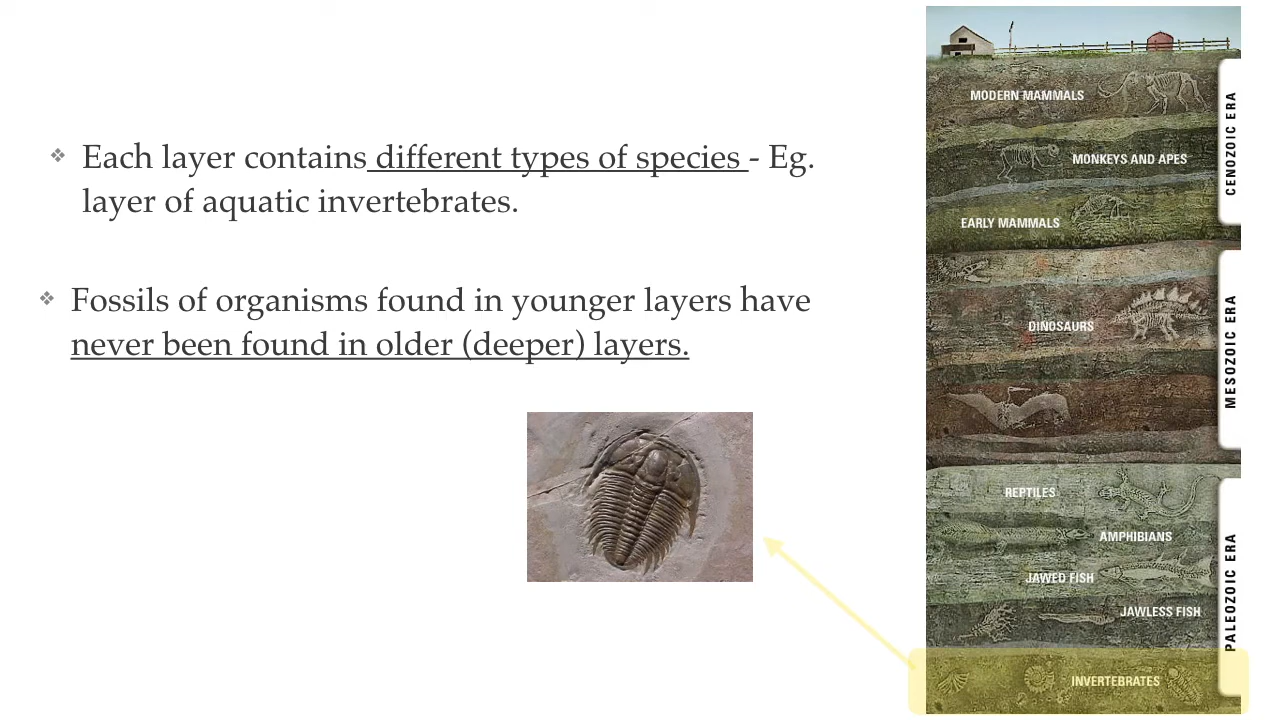 Each layer contains different types of species - Eg.
layer of aquatic invertebrates.
Fossils of organisms found in younger layers have
never been found in older (deeper) layers.
MODERN MAMMALS
MONKEYS AND APES
EARLY MAMMALS
CENOZOIC ERA
DINOSAURS
MESOZOIC ERA
REPTILES
AMPHIBIANS
JAWED FISH
JAWLESS FISH
INVERTEBRATES
PALEOZOIC ERA